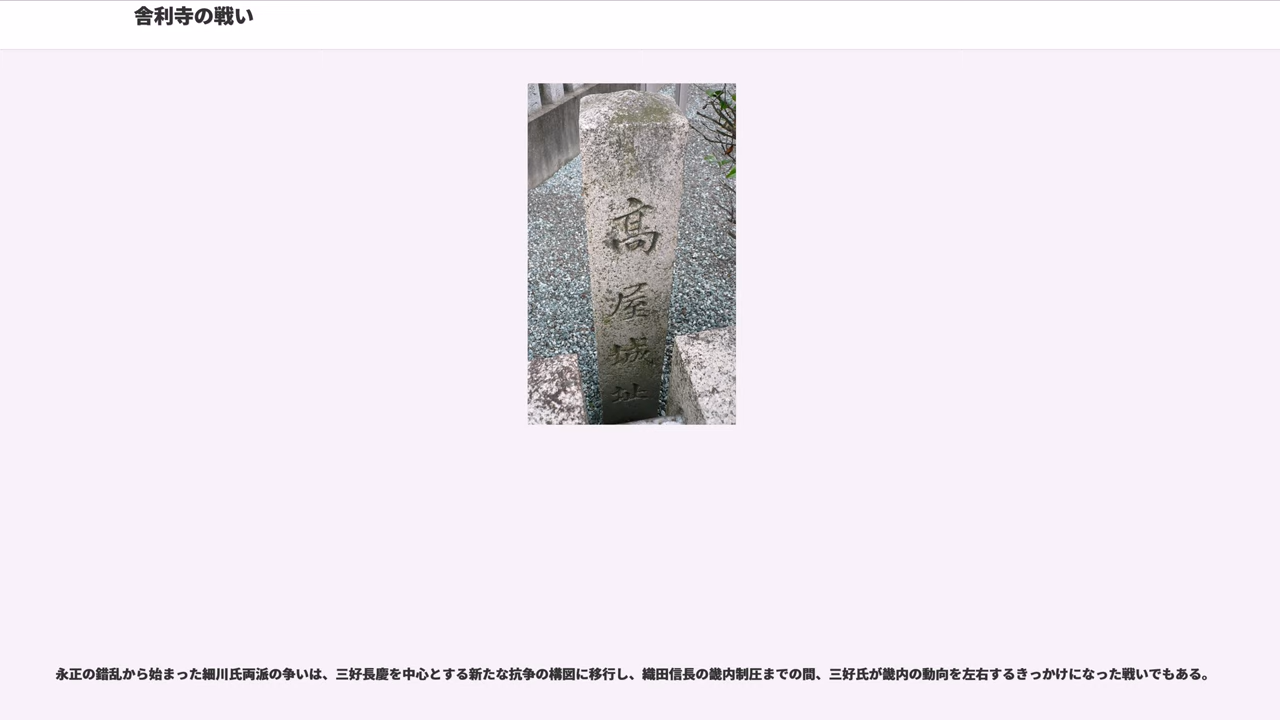 舎利寺の戦い
高
屋
城
址
永正の錯乱から始まった細川氏両派の争いは、三好長慶を中心とする新たな抗争の構図に移行し、織田信長の畿内制圧までの間、三好氏が畿内の動向を左右するきっかけになった戦いでもある。